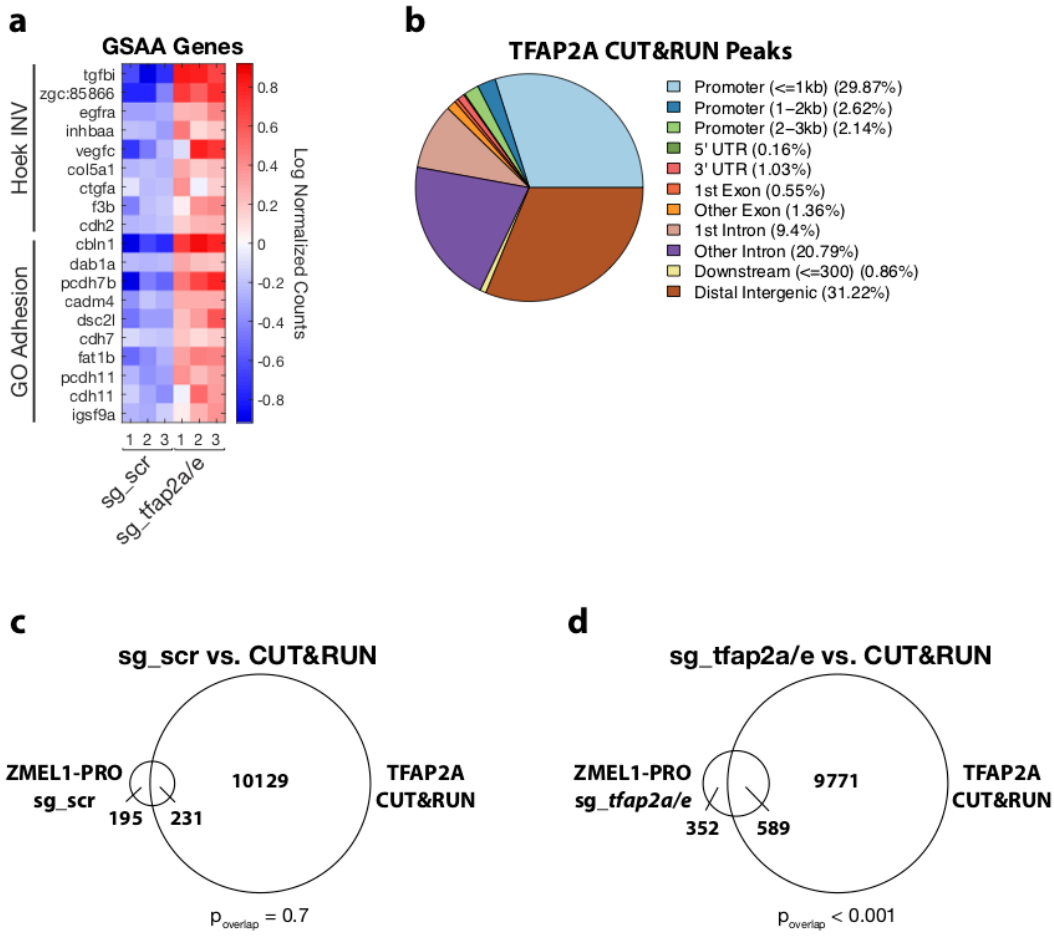 a
GSAA Genes
Hoek INV
GO Adhesion
tgfbi
zgc:85866
egfra
inhbaa
vegfc
col5a1
ctgfa
f3b
cdh2
cbln1
dab1a
pcdh7b
cadm4
dsc2l
cdh7
fat1b
pcdh11
cdh11
igsf9a
1 2 3 1 2 3
sg_scr
sg_tfap2a/e
0.8
0.6
0.4
0.2
0
-0.2
-0.4
-0.6
-0.8
Log Normalized Counts
b
TFAP2A CUT&RUN Peaks
Promoter (<=1kb) (29.87%)
Promoter (1-2kb) (2.62%)
Promoter (2-3kb) (2.14%)
5' UTR (0.16%)
3' UTR (1.03%)
1st Exon (0.55%)
Other Exon (1.36%)
1st Intron (9.4%)
Other Intron (20.79%)
Downstream (<=300) (0.86%)
Distal Intergenic (31.22%)
c
sg_scr vs. CUT&RUN
ZMEL1-PRO
sg_scr
195
231
10129
TFAP2A
CUT&RUN
p overlap = 0.7
d
sg_tfap2a/e vs. CUT&RUN
ZMEL1-PRO
sg_tfap2a/e
352
589
9771
TFAP2A
CUT&RUN
p overlap < 0.001